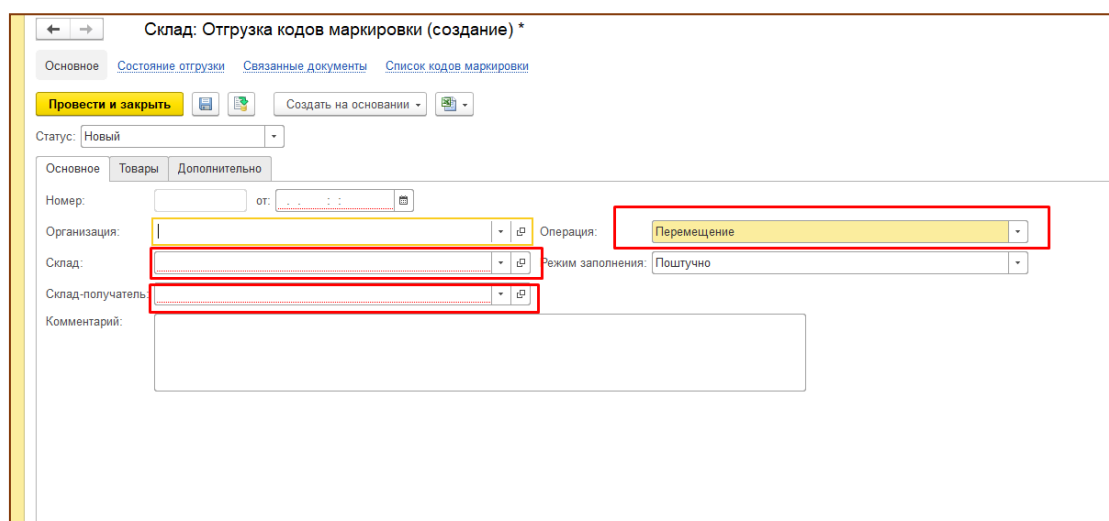 Склад: Отгрузка кодов маркировки (создание) *
Основное Состояние отгрузки Связанные документы Список кодов маркировки
Провести и закрыть Создать на основании
Статус: Новый
Основное Товары Дополнительно
Номер: от: . . : :
Организация: Операция: Перемещение
Склад: Режим заполнения: Поштучно
Склад-получатель:
Комментарий: